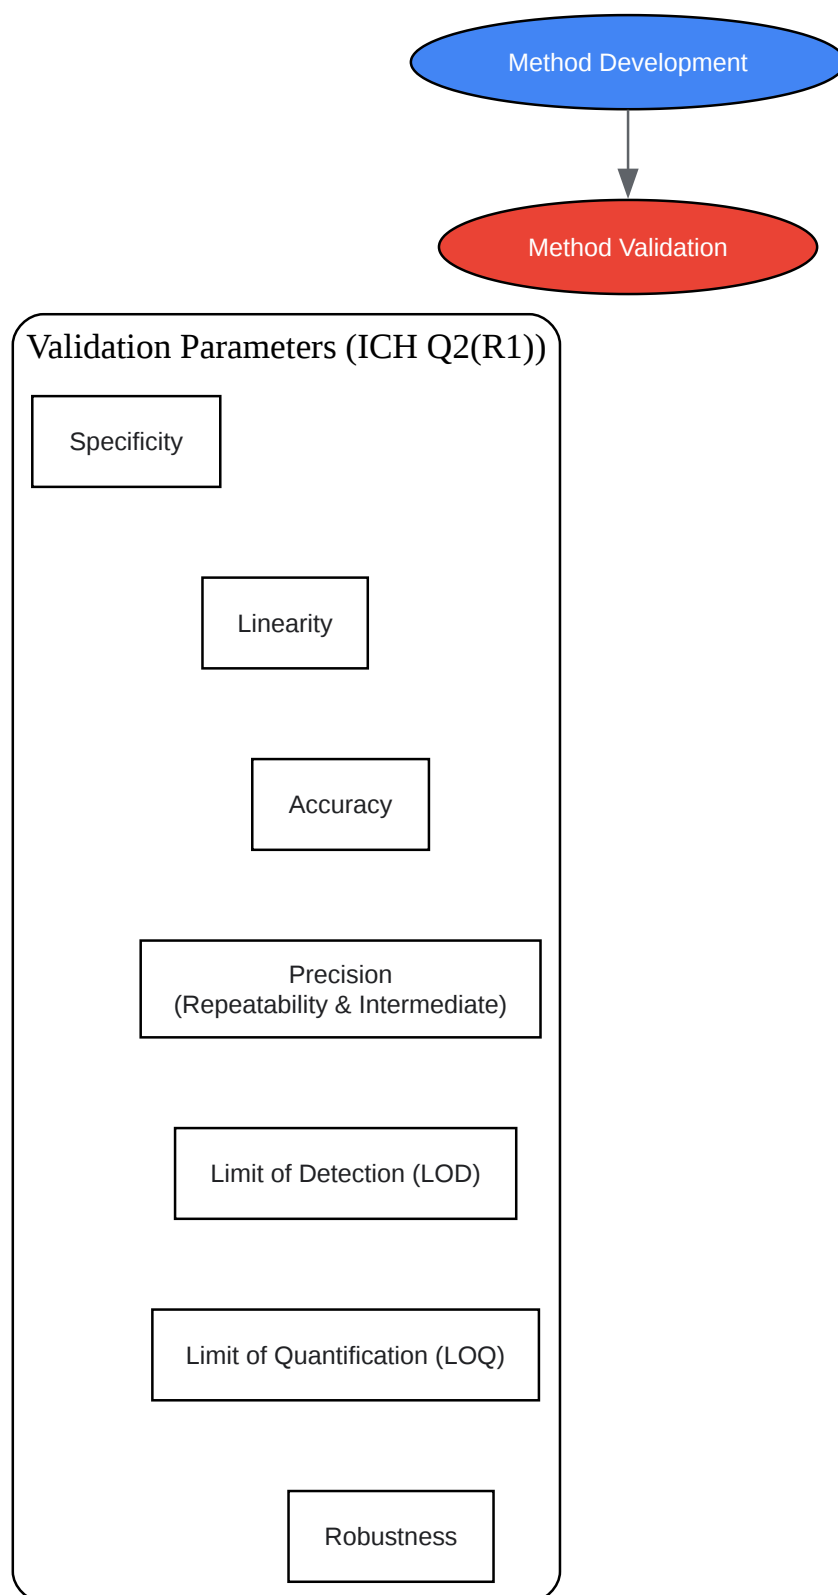 Method Development
Method Validation
Validation Parameters (ICH Q2(R1))
Specificity
Linearity
Accuracy
Precision
(Repeatability & Intermediate)
Limit of Detection (LOD)
Limit of Quantification (LOQ)
Robustness